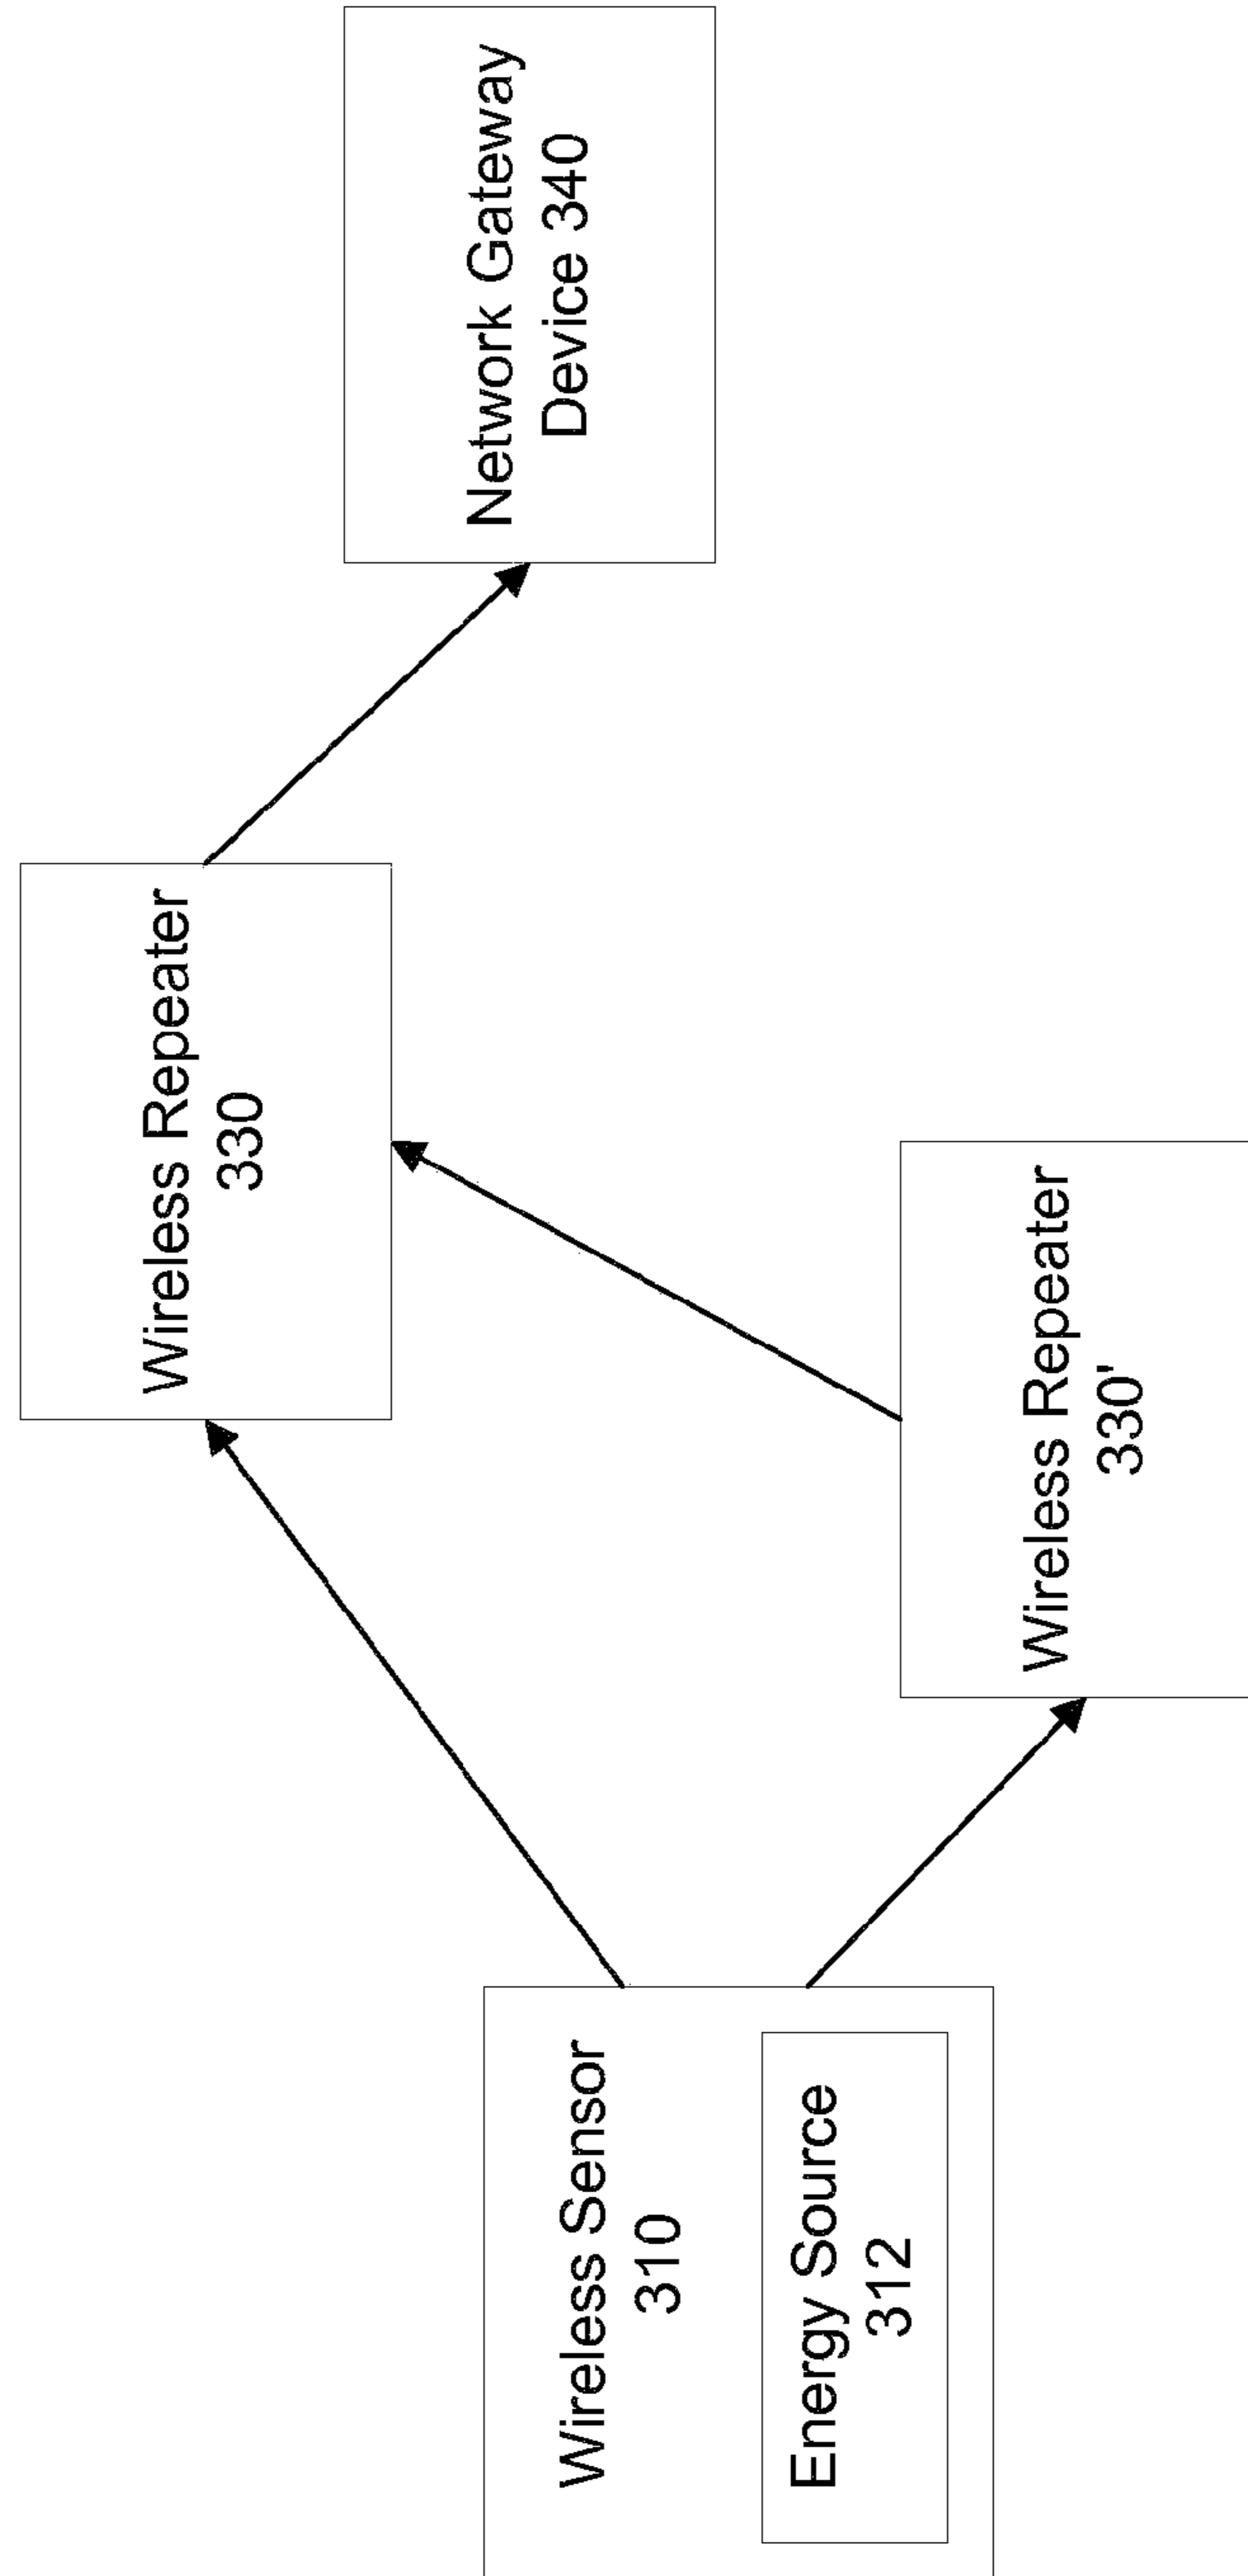 Wireless Sensor
310
Energy Source
312
Wireless Repeater
330
Wireless Repeater
330'
Network Gateway
Device 340